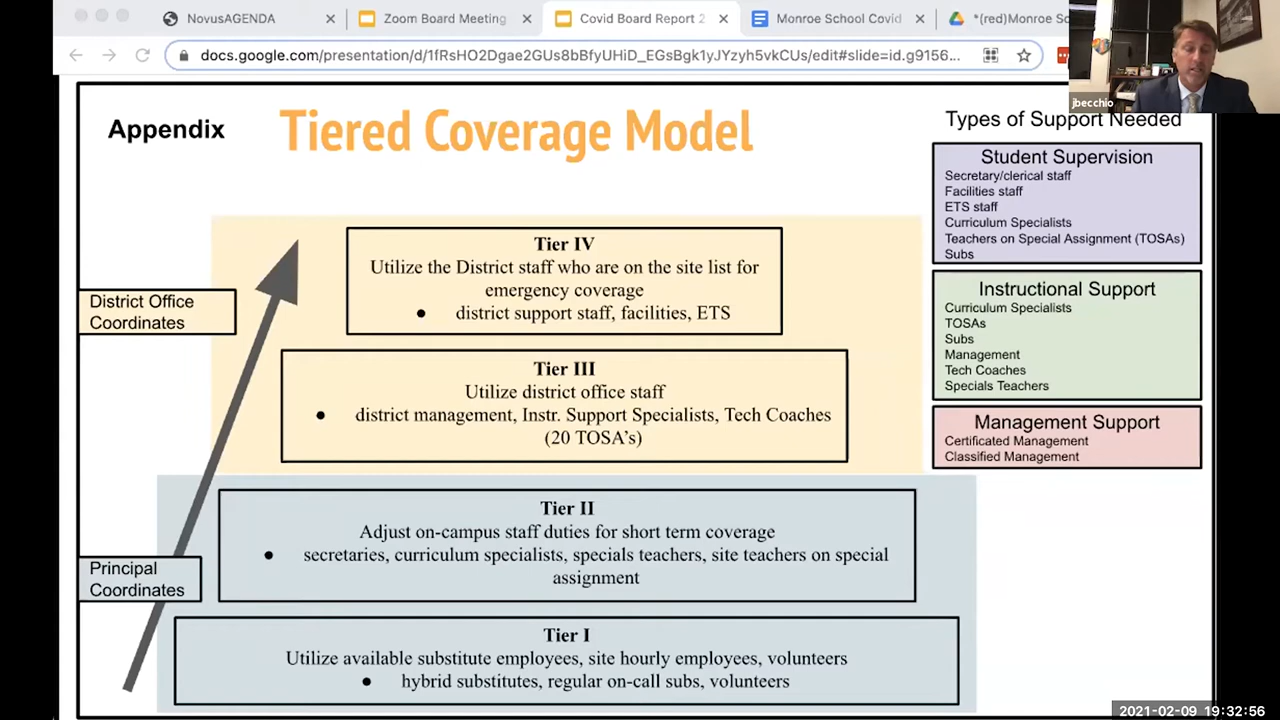 NovusAGENDA
Zoom Board Meeting
Covid Board Report 2
Monroe School Covid
*(red)Monroe Sc
docs.google.com/presentation/d/1fRsHO2Dgae2GUs8bBfyUHiD_EGsBgk1yJYzyh5vkCUs/edit#slide=id.g9156...
jbecchio
Appendix
Tiered Coverage Model
Types of Support Needed
Student Supervision
Secretary/clerical staff
Facilities staff
ETS staff
Curriculum Specialists
Teachers on Special Assignment (TOSAs)
Subs
Instructional Support
Curriculum Specialists
TOSAs
Subs
Management
Tech Coaches
Specials Teachers
Management Support
Certificated Management
Classified Management
District Office
Coordinates
Tier IV
Utilize the District staff who are on the site list for
emergency coverage
● district support staff, facilities, ETS
Tier III
Utilize district office staff
● district management, Instr. Support Specialists, Tech Coaches
(20 TOSA's)
Principal
Coordinates
Tier II
Adjust on-campus staff duties for short term coverage
● secretaries, curriculum specialists, specials teachers, site teachers on special
assignment
Tier I
Utilize available substitute employees, site hourly employees, volunteers
● hybrid substitutes, regular on-call subs, volunteers
2021-02-09 19:32:56